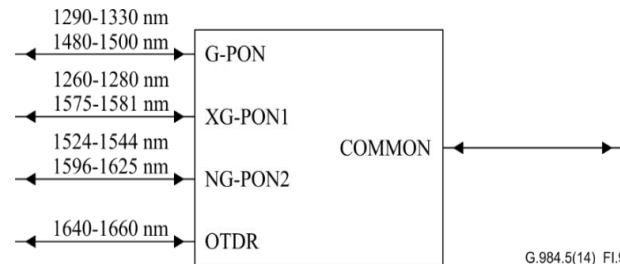 1290-1330 nm
1480-1500 nm
G-PON
1260-1280 nm
1575-1581 nm
XG-PON1
1524-1544 nm
1596-1625 nm
NG-PON2
COMMON
1640-1660 nm
OTDR
G.984.5(14)